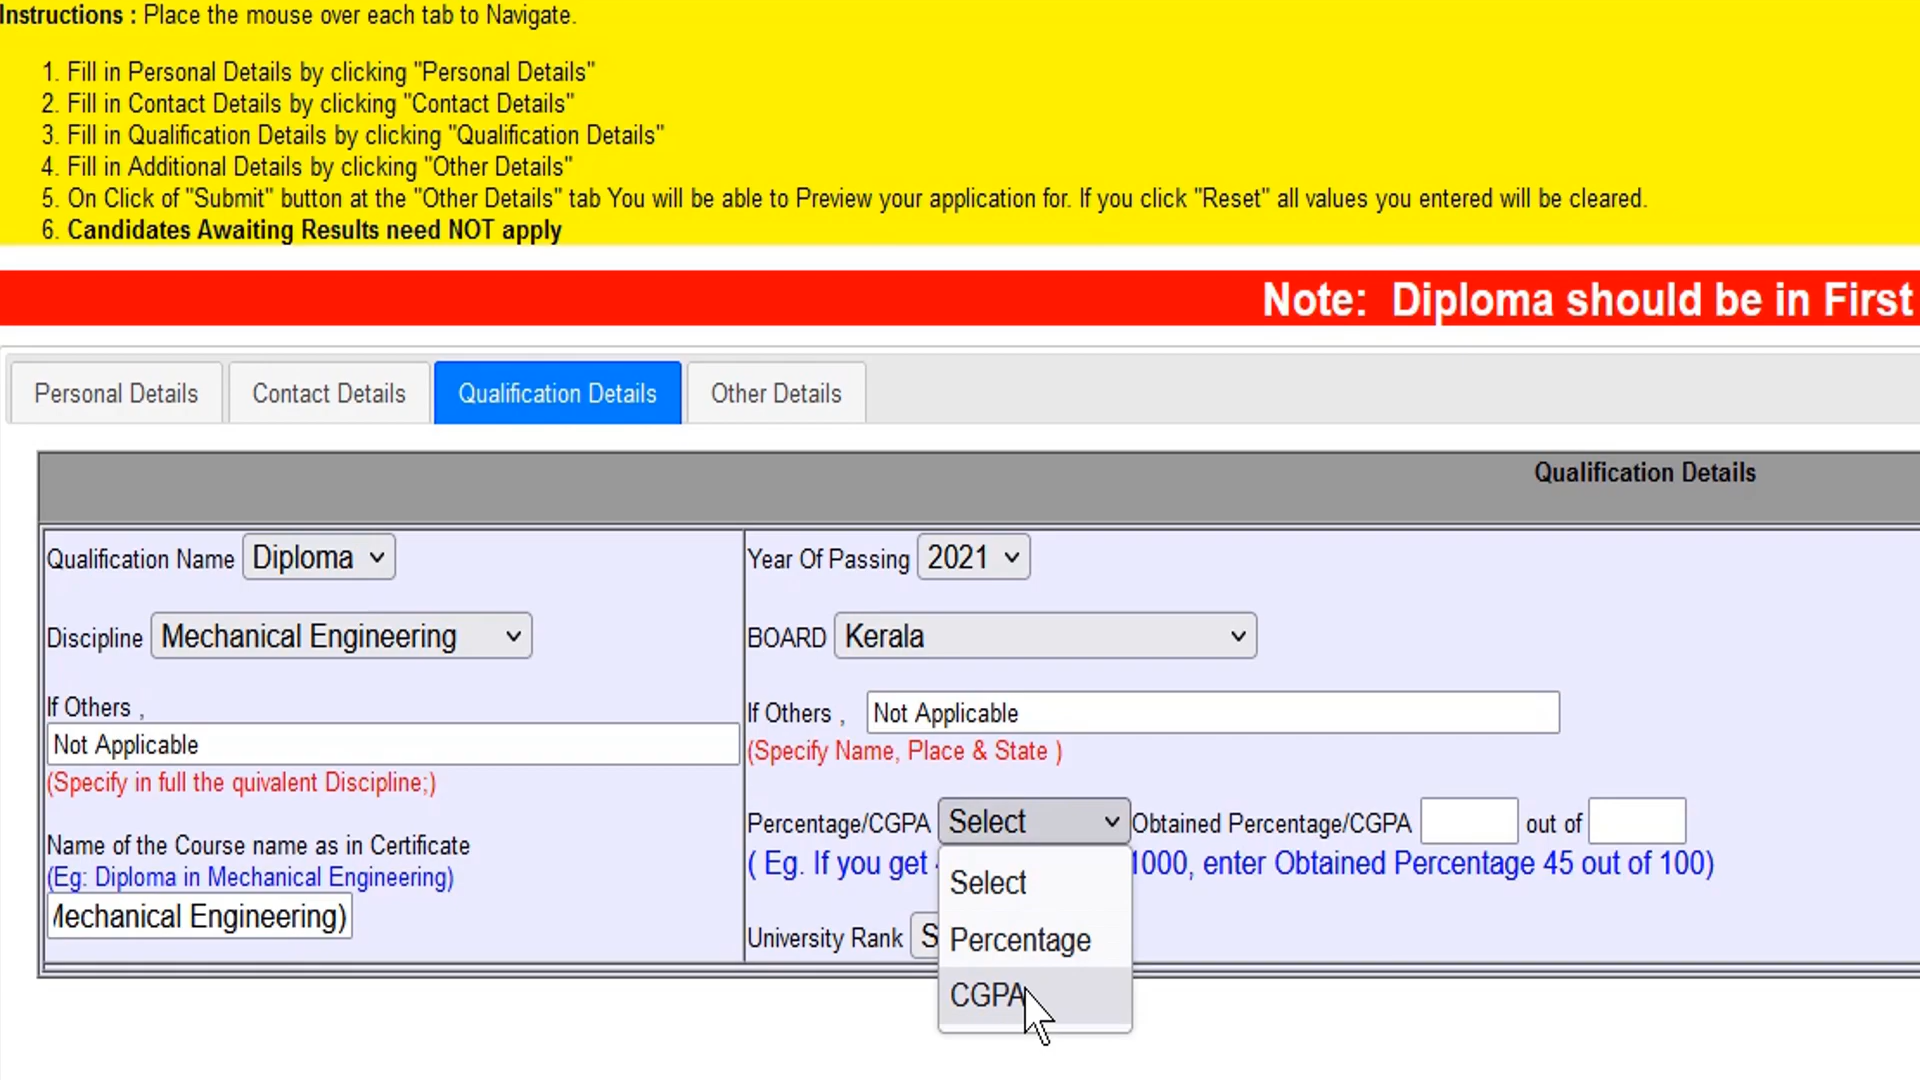 Instructions : Place the mouse over each tab to Navigate.
1. Fill in Personal Details by clicking "Personal Details"
2. Fill in Contact Details by clicking "Contact Details"
3. Fill in Qualification Details by clicking "Qualification Details"
4. Fill in Additional Details by clicking "Other Details"
5. On Click of "Submit" button at the "Other Details" tab You will be able to Preview your application for. If you click "Reset" all values you entered will be cleared.
6. Candidates Awaiting Results need NOT apply
Note: Diploma should be in First
Personal Details Contact Details Qualification Details Other Details
Qualification Details
Qualification Name Diploma
Discipline Mechanical Engineering
If Others ,
Not Applicable
(Specify in full the quivalent Discipline;)
Name of the Course name as in Certificate
(Eg: Diploma in Mechanical Engineering)
Mechanical Engineering)
Year Of Passing 2021
BOARD Kerala
If Others , Not Applicable
(Specify Name, Place & State )
Percentage/CGPA Select Obtained Percentage/CGPA out of
( Eg. If you get 1000, enter Obtained Percentage 45 out of 100)
University Rank S
Select
Percentage
CGPA